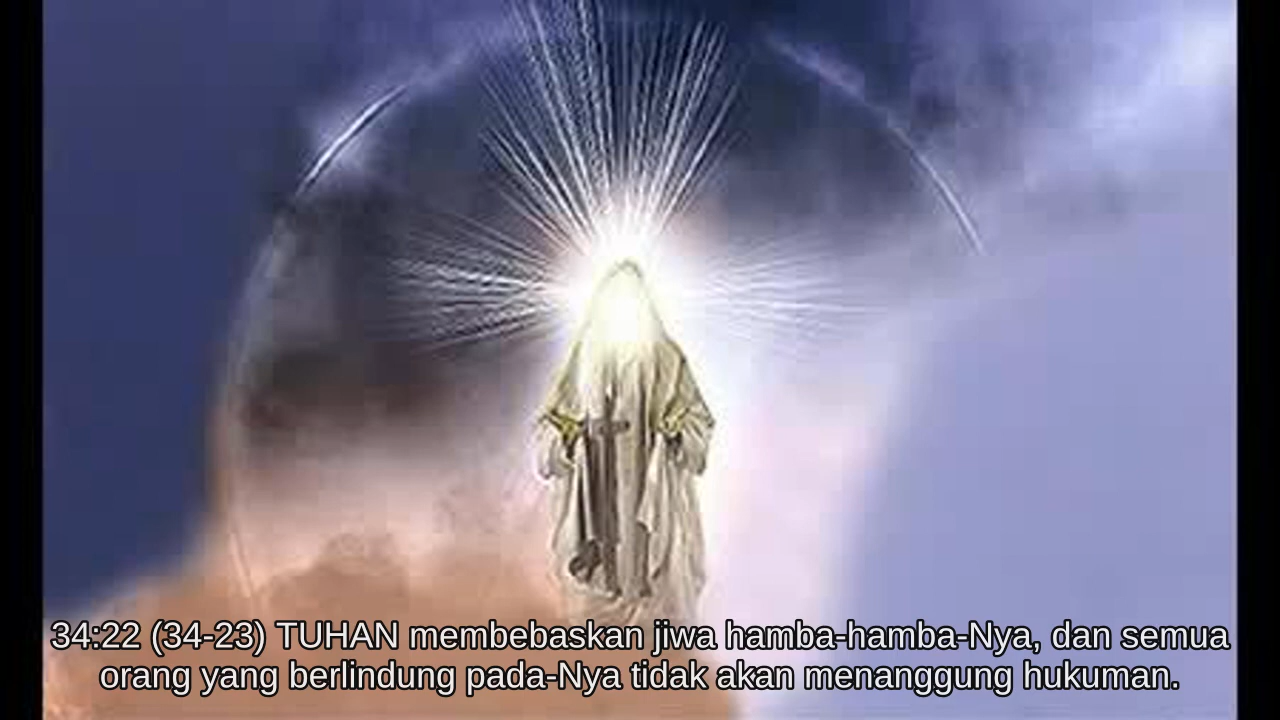 34:22 (34-23) TUHAN membebaskan jiwa hamba-hamba-Nya, dan semua
orang yang berlindung pada-Nya tidak akan menanggung hukuman.